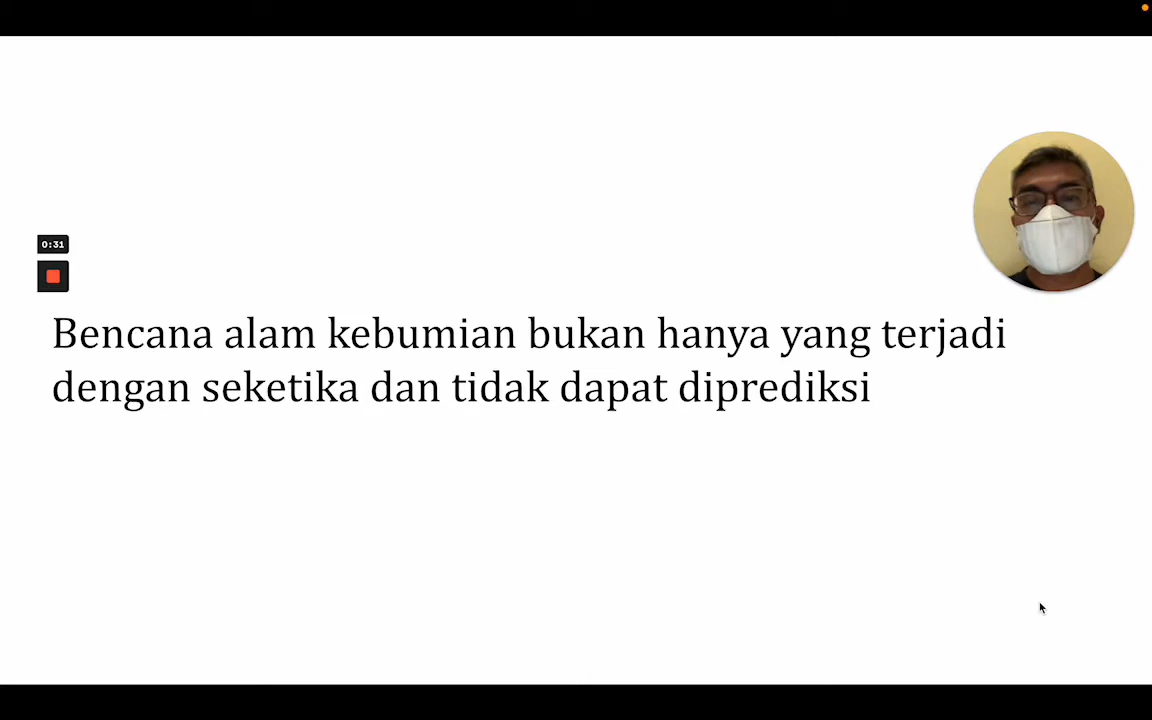 0:31
Bencana alam kebumian bukan hanya yang terjadi
dengan seketika dan tidak dapat diprediksi